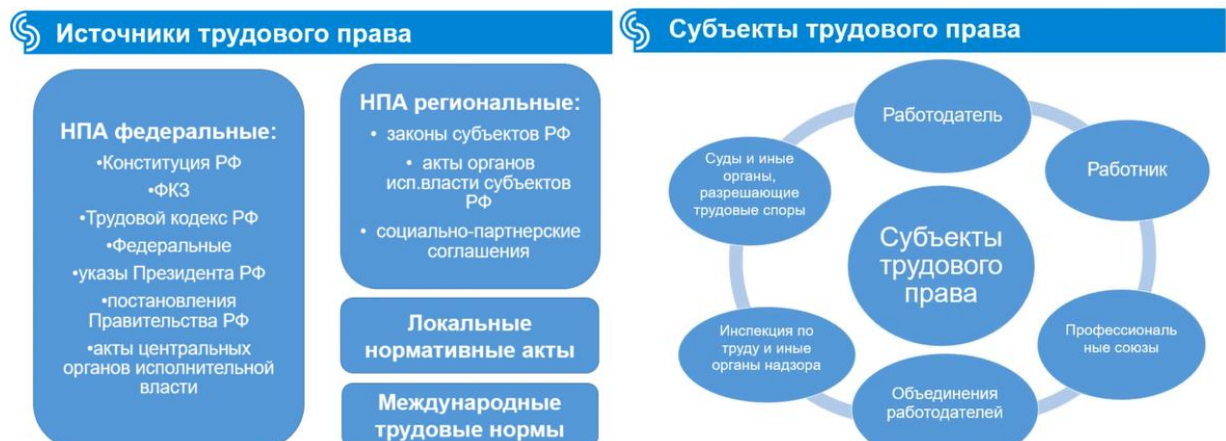 Источники трудового права
НПА федеральные:
•Конституция РФ
•ФКЗ
•Трудовой кодекс РФ
•Федеральные
•указы Президента РФ
•постановления
Правительства РФ
•акты центральных
органов исполнительной
власти
НПА региональные:
• законы субъектов РФ
• акты органов
исп.власти субъектов
РФ
• социально-партнерские
соглашения
Локальные
нормативные акты
Международные
трудовые нормы
Субъекты трудового права
Работодатель
Работник
Профессиональ
ные союзы
Объединения
работодателей
Инспекция по
труду и иные
органы надзора
Суды и иные
органы,
разрешающие
трудовые споры
Субъекты
трудового
права